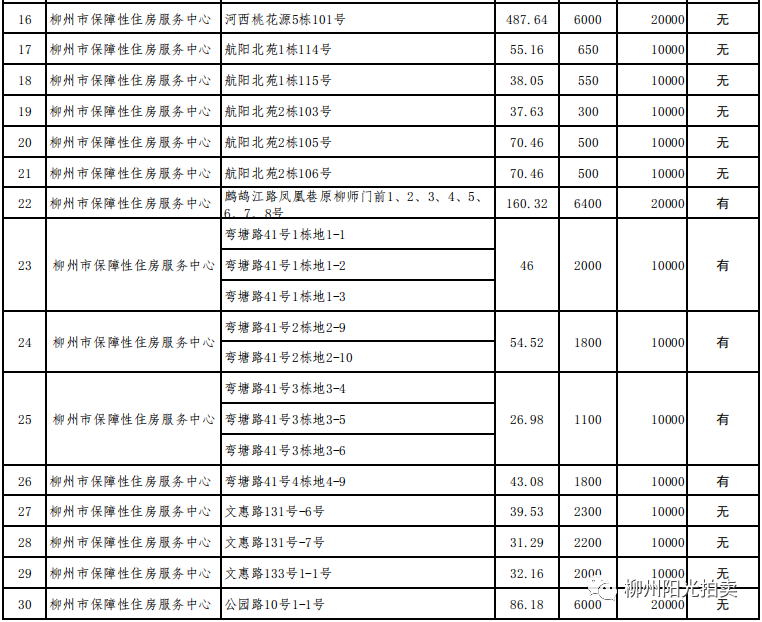 16 柳州市保障性住房服务中心 河西桃花源5栋101号 487.64 6000 20000 无
17 柳州市保障性住房服务中心 航阳北苑1栋114号 55.16 650 10000 无
18 柳州市保障性住房服务中心 航阳北苑1栋115号 38.05 550 10000 无
19 柳州市保障性住房服务中心 航阳北苑2栋103号 37.63 300 10000 无
20 柳州市保障性住房服务中心 航阳北苑2栋105号 70.46 500 10000 无
21 柳州市保障性住房服务中心 航阳北苑2栋106号 70.46 500 10000 无
22 柳州市保障性住房服务中心 鹧鸪江路凤凰巷原柳师门前1、2、3、4、5、 160.32 6400 20000 有
6、7、8号
弯塘路41号1栋地1-1
23 柳州市保障性住房服务中心 弯塘路41号1栋地1-2 46 2000 10000 有
弯塘路41号1栋地1-3
弯塘路41号2栋地2-9
24 柳州市保障性住房服务中心 54.52 1800 10000 有
弯塘路41号2栋地2-10
弯塘路41号3栋地3-4
25 柳州市保障性住房服务中心 弯塘路41号3栋地3-5 26.98 1100 10000 有
弯塘路41号3栋地3-6
26 柳州市保障性住房服务中心 弯塘路41号4栋地4-9 43.08 1800 10000 有
27 柳州市保障性住房服务中心 文惠路131号-6号 39.53 2300 10000 无
28 柳州市保障性住房服务中心 文惠路131号-7号 31.29 2200 10000 无
29 柳州市保障性住房服务中心 文惠路133号1-1号 32.16 2000 10000 无
柳州阳光拍卖
30 柳州市保障性住房服务中心 公园路10号1-1号 86.18 6000 20000 无